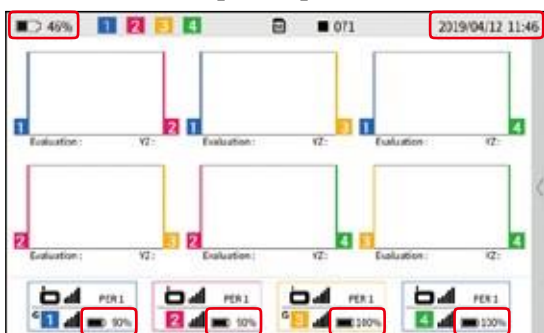 46% 1 2 3 4 071 2019/04/12 11:46
1 2 1 3 1 4
Evaluation: YZ: Evaluation: YZ: Evaluation: YZ:
2 3 2 4 3 4
Evaluation: YZ: Evaluation: YZ: Evaluation: YZ:
PER 1 PER 1 PER 1 PER 1
G 1 90% 2 90% G 3 100% 4 100%